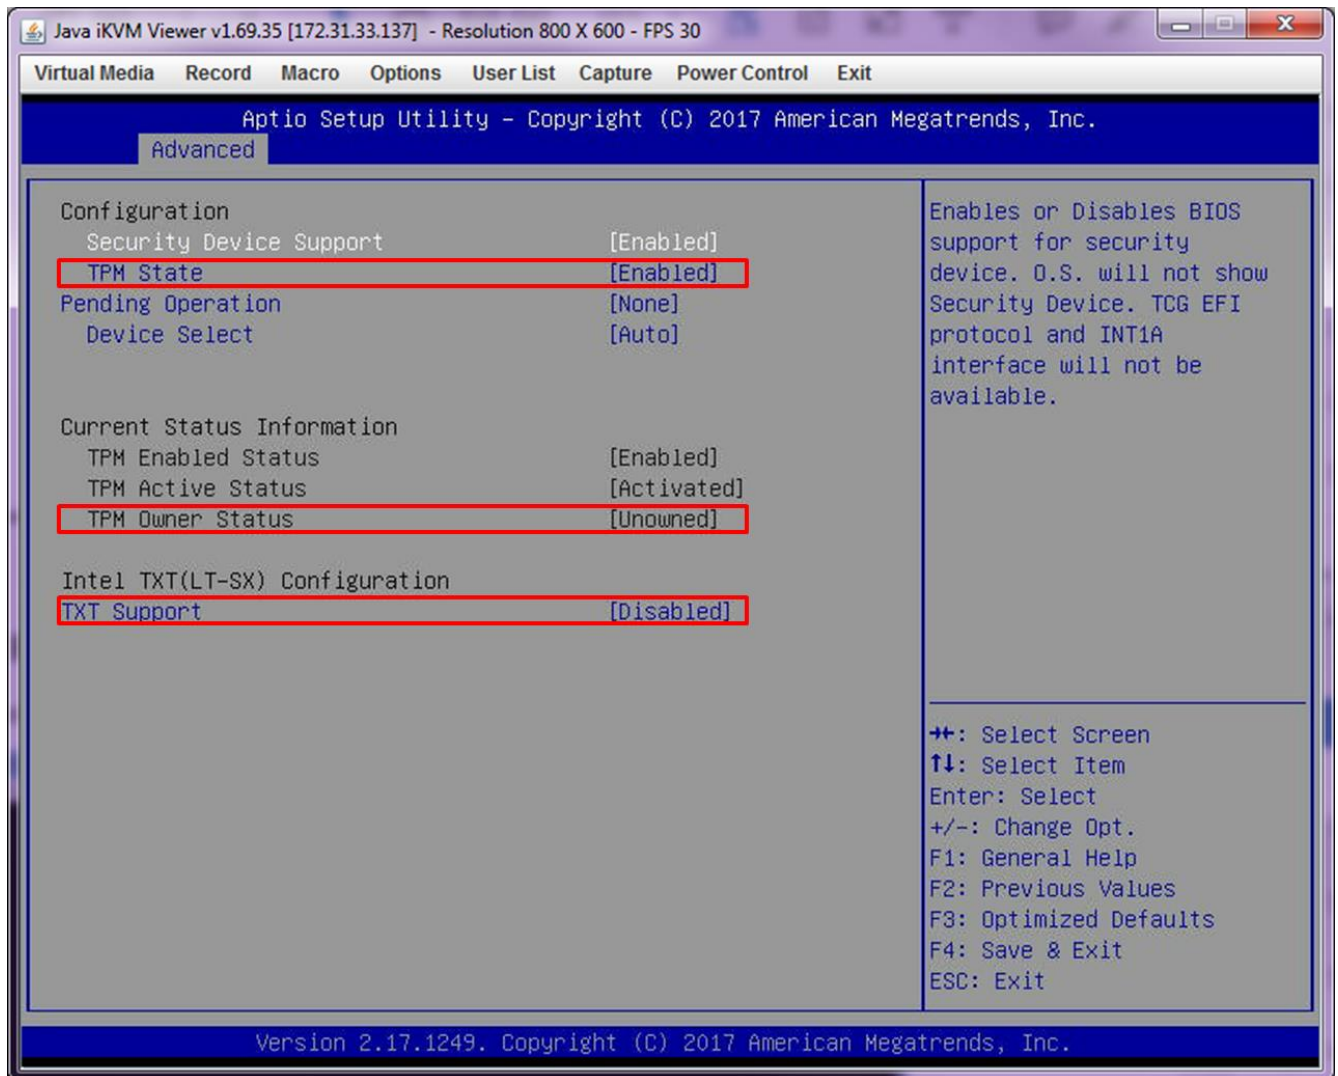 Java iKVM Viewer v1.69.35 [172.31.33.137] - Resolution 800 X 600 - FPS 30
Virtual Media Record Macro Options User List Capture Power Control Exit
Aptio Setup Utility – Copyright (C) 2017 American Megatrends, Inc.
Advanced
Configuration
Security Device Support [Enabled]
TPM State [Enabled]
Pending Operation [None]
Device Select [Auto]
Current Status Information
TPM Enabled Status [Enabled]
TPM Active Status [Activated]
TPM Owner Status [Unowned]
Intel TXT(LT-SX) Configuration
TXT Support [Disabled]
Enables or Disables BIOS
support for security
device. O.S. will not show
Security Device. TCG EFI
protocol and INT1A
interface will not be
available.
→←: Select Screen
↑↓: Select Item
Enter: Select
+/-: Change Opt.
F1: General Help
F2: Previous Values
F3: Optimized Defaults
F4: Save & Exit
ESC: Exit
Version 2.17.1249. Copyright (C) 2017 American Megatrends, Inc.